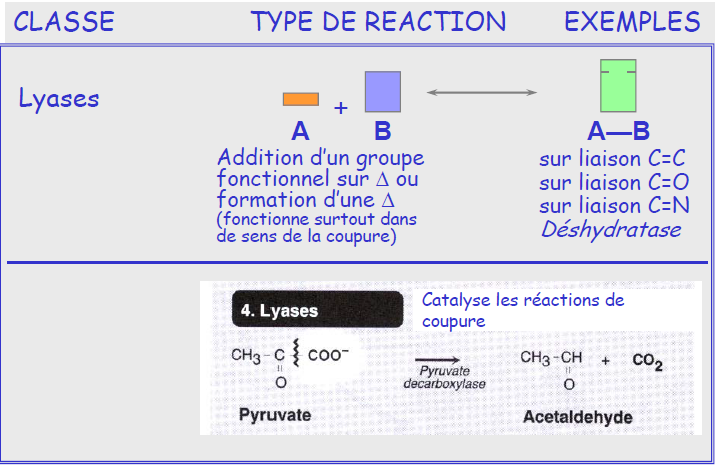 CLASSE TYPE DE REACTION EXEMPLES
Lyases
+
A B A—B
Addition d'un groupe
fonctionnel sur Δ ou
formation d'une Δ
(fonctionne surtout dans
de sens de la coupure)
sur liaison C=C
sur liaison C=O
sur liaison C=N
Déshydratase
4. Lyases
Catalyse les réactions de
coupure
CH3-C COO⁻
O
Pyruvate
Pyruvate
decarboxylase
CH3-CH + CO2
O
Acetaldehyde